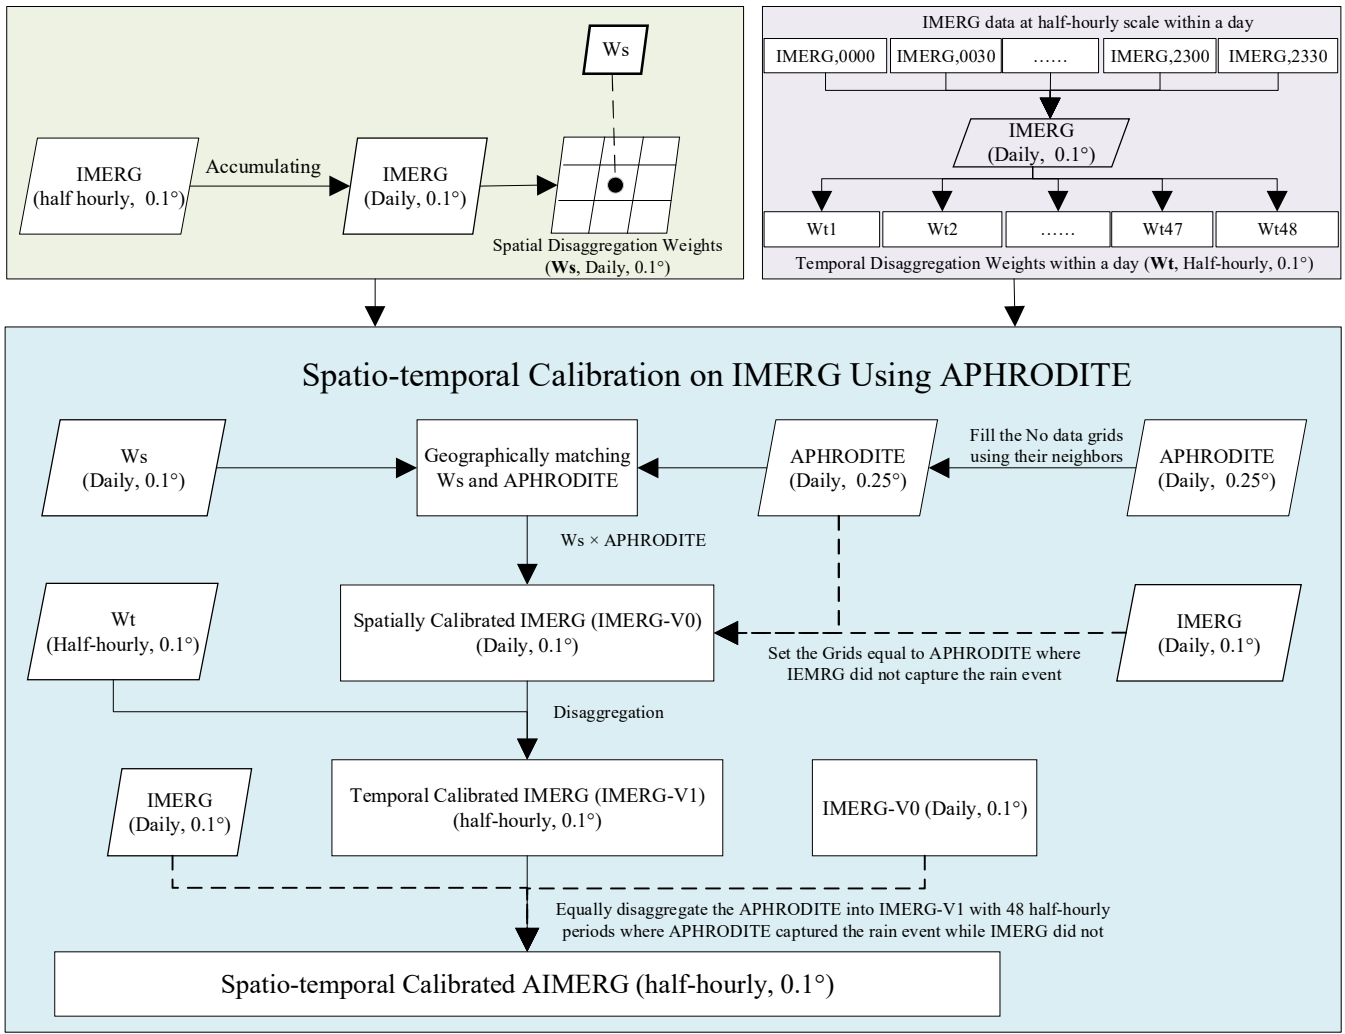 Ws
IMERG
(half hourly,  0.1°)
Accumulating
IMERG
(Daily, 0.1°)
Spatial Disaggregation Weights
(Ws, Daily, 0.1°)
IMERG data at half-hourly scale within a day
IMERG,0000
IMERG,0030
……
IMERG,2300
IMERG,2330
IMERG
(Daily,  0.1°)
Wt1
Wt2
……
Wt47
Wt48
Temporal Disaggregation Weights within a day (Wt, Half-hourly, 0.1°)
Spatio-temporal Calibration on IMERG Using APHRODITE
Ws
(Daily, 0.1°)
Geographically matching
Ws and APHRODITE
APHRODITE
(Daily,  0.25°)
Fill the No data grids
using their neighbors
APHRODITE
(Daily,  0.25°)
Ws × APHRODITE
Wt
(Half-hourly, 0.1°)
Spatially Calibrated IMERG (IMERG-V0)
(Daily, 0.1°)
Set the Grids equal to APHRODITE where
IEMRG did not capture the rain event
IMERG
(Daily, 0.1°)
Disaggregation
IMERG
(Daily, 0.1°)
Temporal Calibrated IMERG (IMERG-V1)
(half-hourly, 0.1°)
IMERG-V0 (Daily, 0.1°)
Equally disaggregate the APHRODITE into IMERG-V1 with 48 half-hourly
periods where APHRODITE captured the rain event while IMERG did not
Spatio-temporal Calibrated AIMERG (half-hourly, 0.1°)